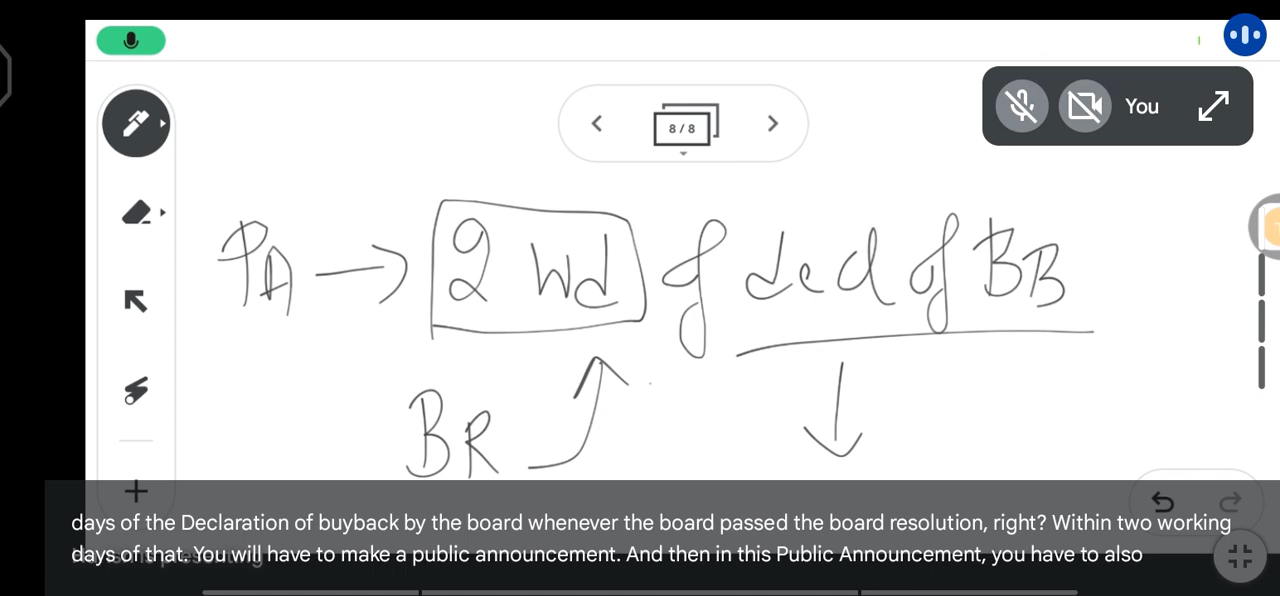 You
8 / 8
PA → 2 Wd of decl of BB
BR
days of the Declaration of buyback by the board whenever the board passed the board resolution, right? Within two working
days of that. You will have to make a public announcement. And then in this Public Announcement, you have to also